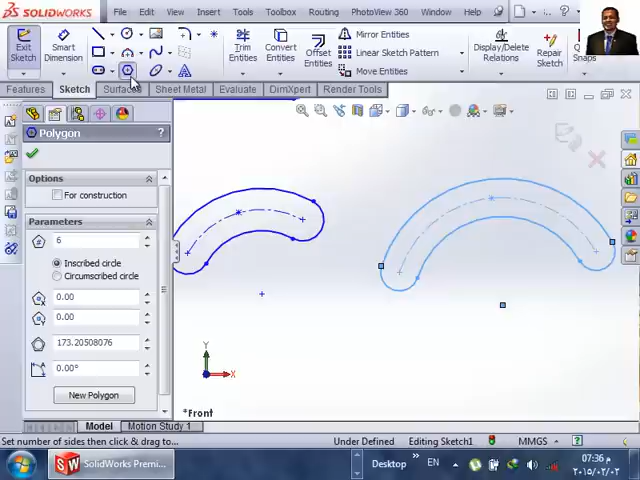 SOLIDWORKS
File Edit View Insert Tools Toolbox Routing PhotoView 360 Window
Exit Sketch
Smart Dimension
Trim Entities
Convert Entities
Offset Entities
Mirror Entities
Linear Sketch Pattern
Move Entities
Display/Delete Relations
Repair Sketch
Snaps
Features Sketch Sheet Metal Evaluate DimXpert Render Tools
Polygon ?
Options
For construction
Parameters
6
Inscribed circle
Circumscribed circle
0.00
0.00
173.20508076
0.00°
New Polygon
Y
X
*Front
Model Motion Study 1
Set number of sides then click & drag to... Under Defined Editing Sketch1 MMGS ?
SolidWorks Premi... Desktop » EN 07:36 م
٢٠١٥/٠٢/٠٢